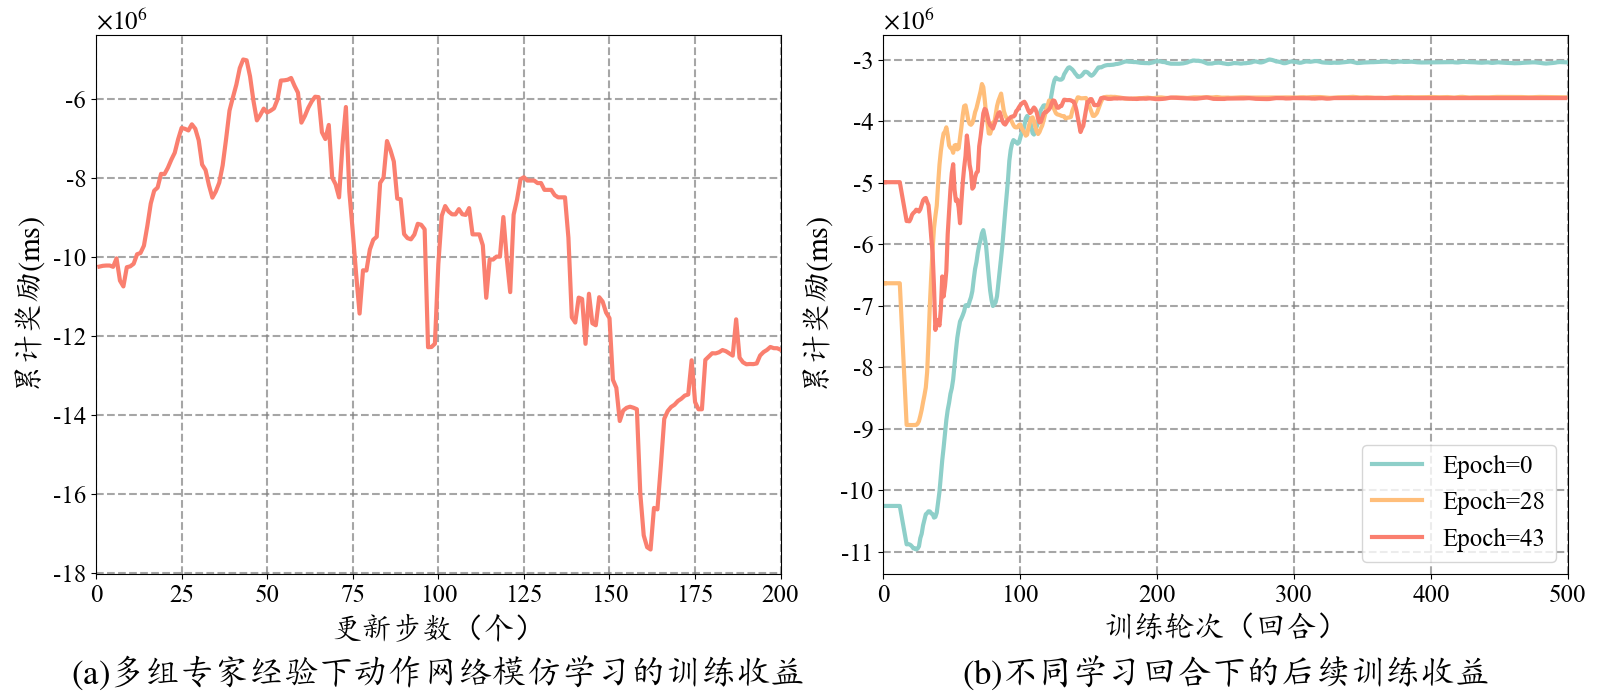 ×10⁶
-6
-8
-10
-12
-14
-16
-18
0 25 50 75 100 125 150 175 200
累计奖励(ms)
更新步数（个）
(a)多组专家经验下动作网络模仿学习的训练收益
×10⁶
-3
-4
-5
-6
-7
-8
-9
-10
-11
0 100 200 300 400 500
累计奖励(ms)
Epoch=0
Epoch=28
Epoch=43
训练轮次（回合）
(b)不同学习回合下的后续训练收益